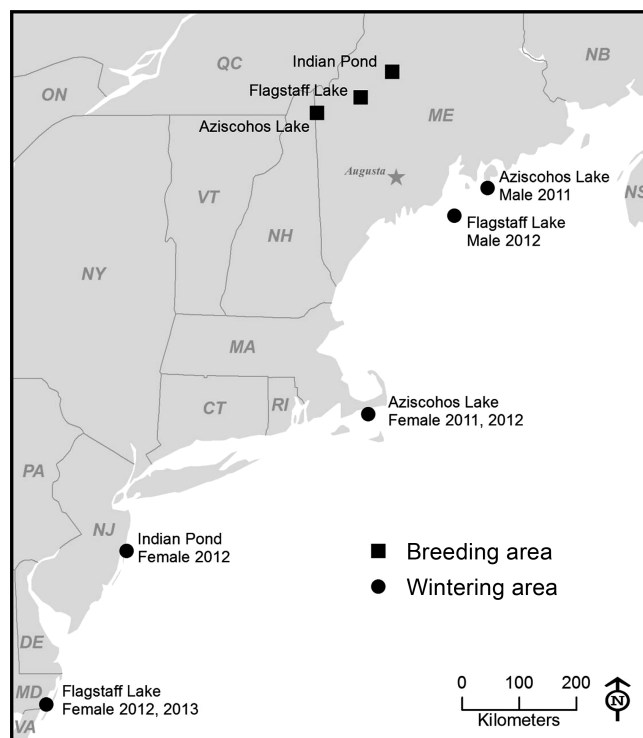 Indian Pond
NB
QC
Flagstaff Lake
ON
ME
Aziscohos Lake
Augusta
Aziscohos Lake
Male 2011
NS
VT
Flagstaff Lake
Male 2012
NH
NY
MA
Aziscohos Lake
Female 2011, 2012
CT
RI
PA
NJ
Indian Pond
Female 2012
Breeding area
Wintering area
DE
MD
Flagstaff Lake
Female 2012, 2013
VA
0 100 200
Kilometers
N